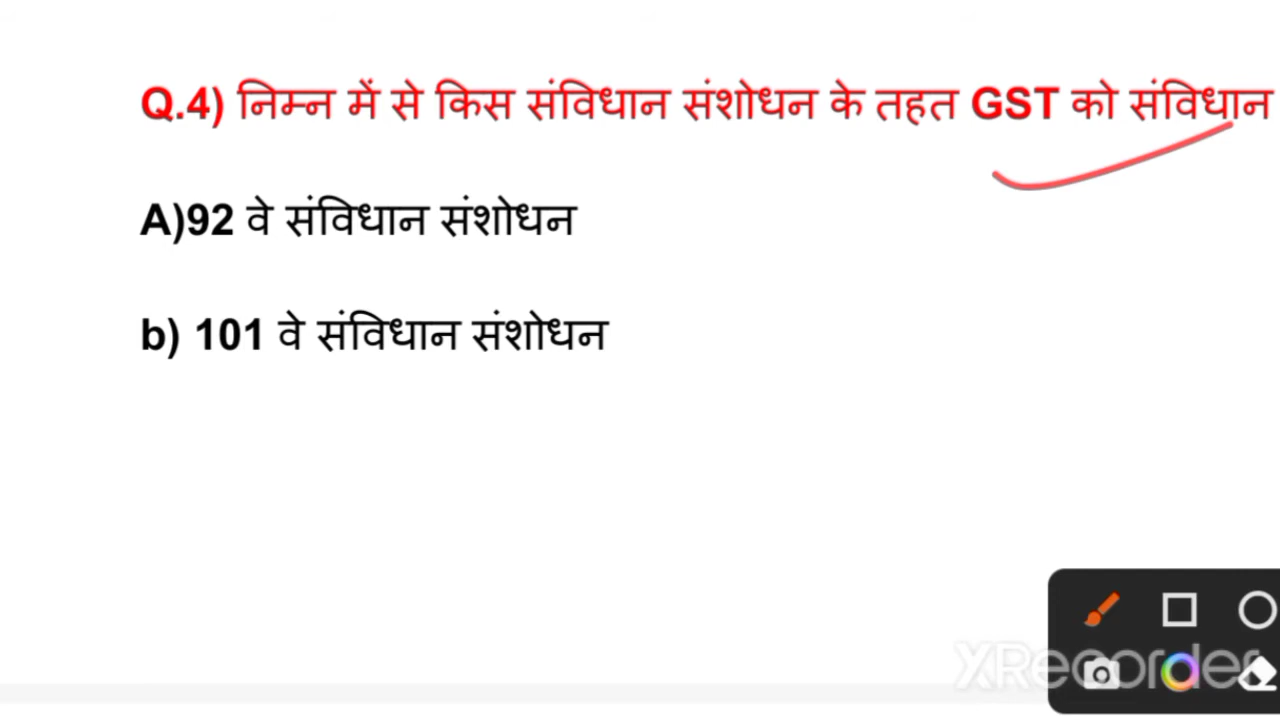 Q.4) निम्न में से किस संविधान संशोधन के तहत GST को संविधान
A)92 वे संविधान संशोधन
b) 101 वे संविधान संशोधन
XRecorder